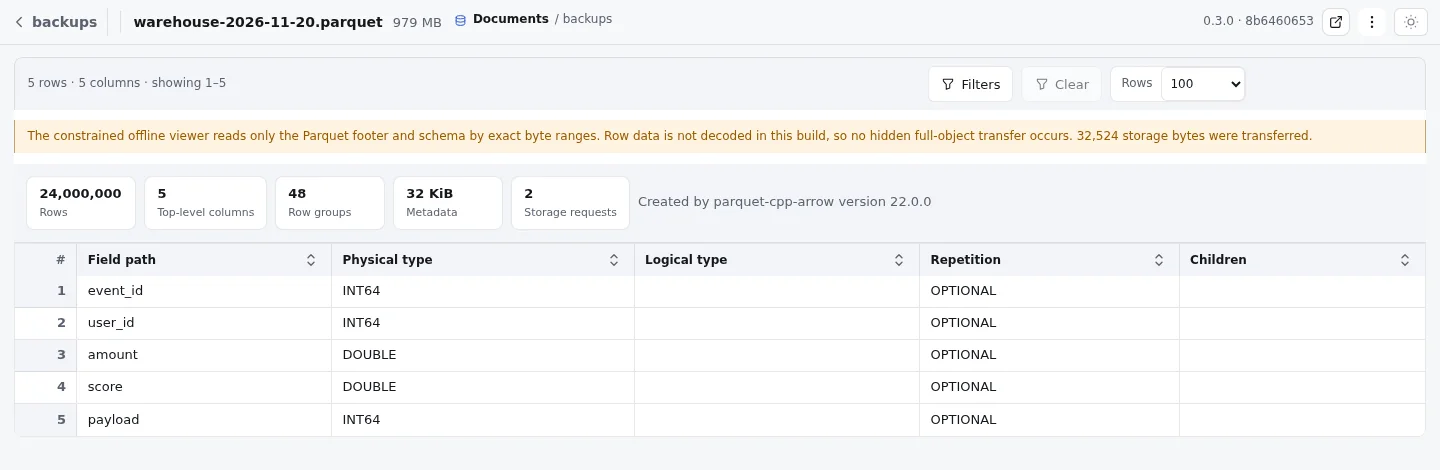 backups warehouse-2026-11-20.parquet 979 MB Documents / backups 0.3.0 · 8b6460653
5 rows · 5 columns · showing 1–5 Filters Clear Rows 100
The constrained offline viewer reads only the Parquet footer and schema by exact byte ranges. Row data is not decoded in this build, so no hidden full-object transfer occurs. 32,524 storage bytes were transferred.
24,000,000 5 48 32 KiB 2
Rows Top-level columns Row groups Metadata Storage requests Created by parquet-cpp-arrow version 22.0.0
# Field path Physical type Logical type Repetition Children
1 event_id INT64 OPTIONAL
2 user_id INT64 OPTIONAL
3 amount DOUBLE OPTIONAL
4 score DOUBLE OPTIONAL
5 payload INT64 OPTIONAL